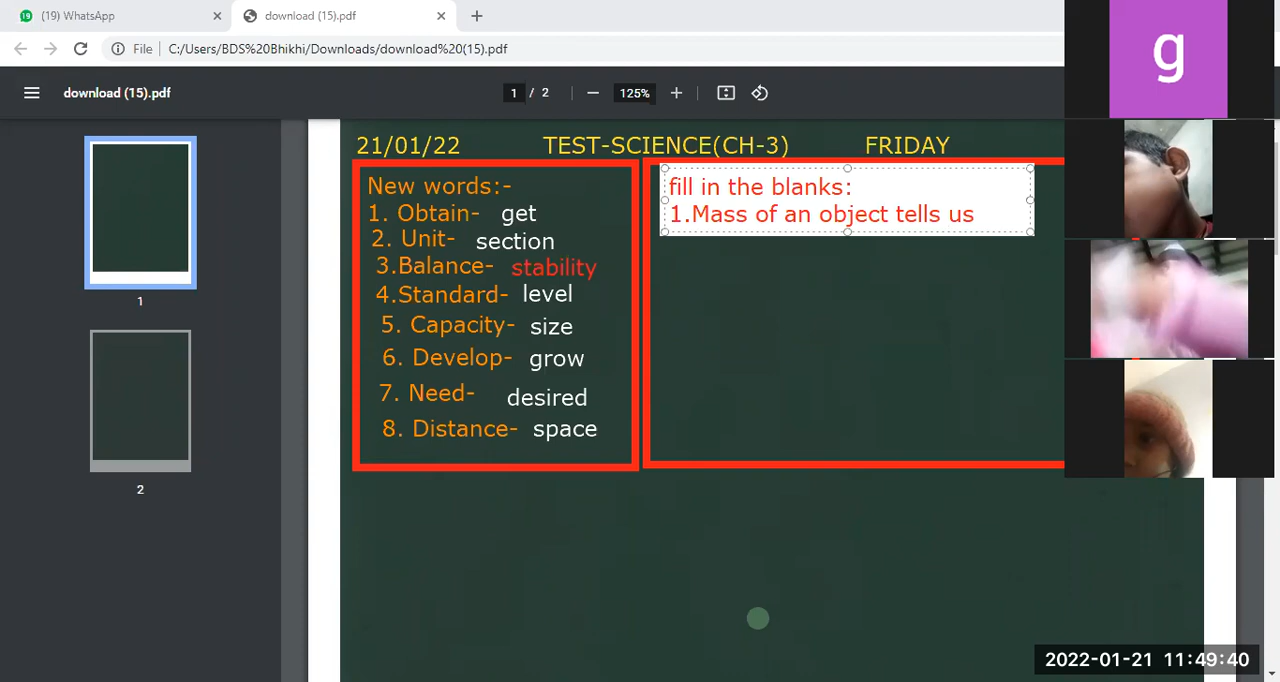 19 (19) WhatsApp
download (15).pdf
File C:/Users/BDS%20Bhikhi/Downloads/download%20(15).pdf
download (15).pdf
1 / 2
125%
g
21/01/22 TEST-SCIENCE(CH-3) FRIDAY
New words:-
1. Obtain- get
2. Unit- section
3.Balance- stability
4.Standard- level
5. Capacity- size
6. Develop- grow
7. Need- desired
8. Distance- space
fill in the blanks:
1.Mass of an object tells us
1
2
2022-01-21 11:49:40